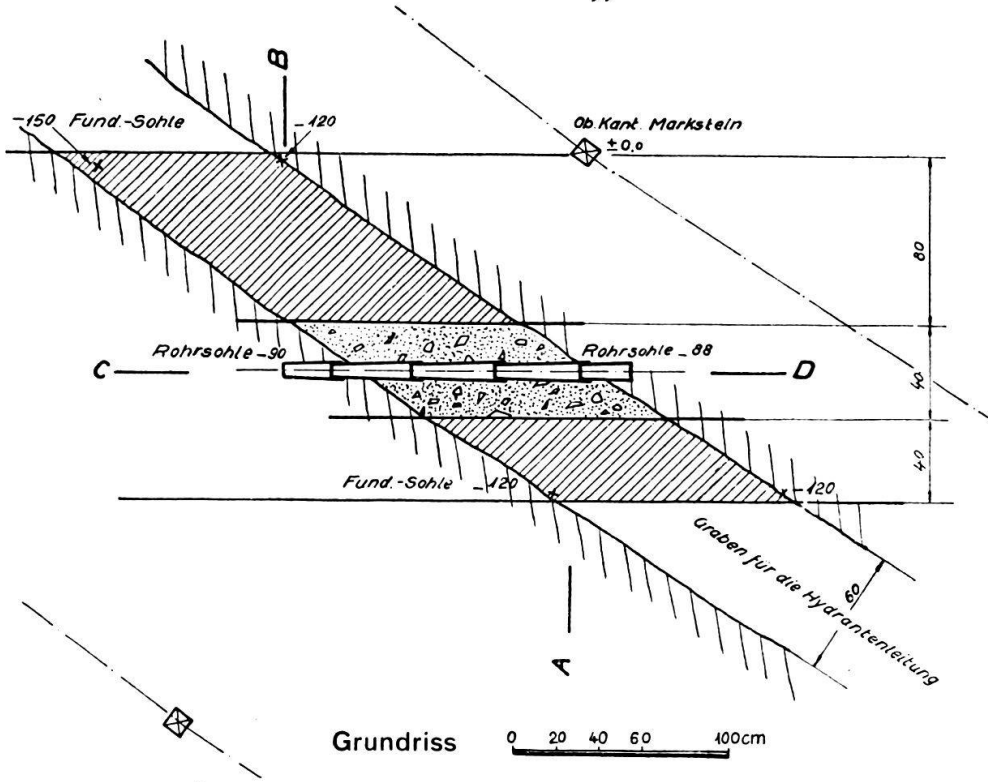 B
-150 Fund.-Sohle
-120
Ob. Kant. Markstein
±0.0
80
Rohrsohle -90
Rohrsohle -88
C
D
40
40
Fund.-Sohle -120
-120
Graben für die Hydrantenleitung
60
A
Grundriss
0 20 40 60 100cm